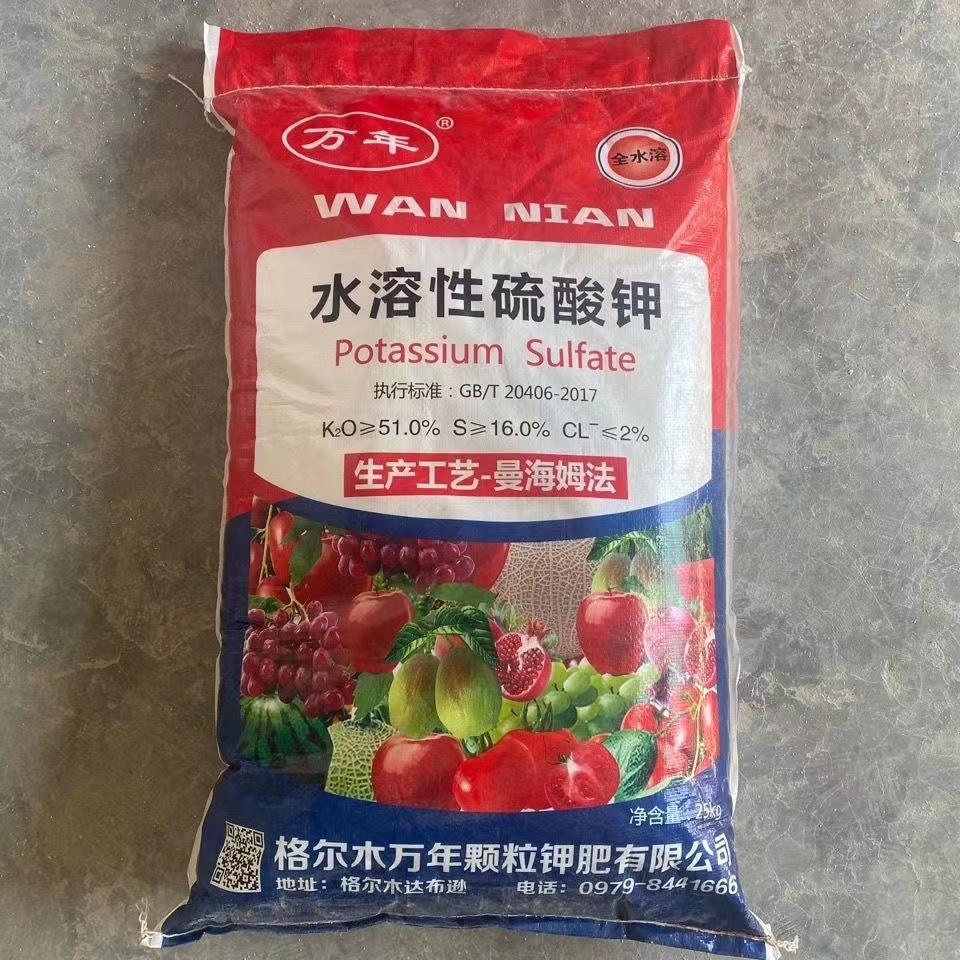 万年®
全水溶
WAN NIAN
水溶性硫酸钾
Potassium Sulfate
执行标准：GB/T 20406-2017
K₂O≥51.0% S≥16.0% CL⁻≤2%
生产工艺-曼海姆法
净含量：25kg
格尔木万年颗粒钾肥有限公司
地址：格尔木达布逊 电话：0979-8441666